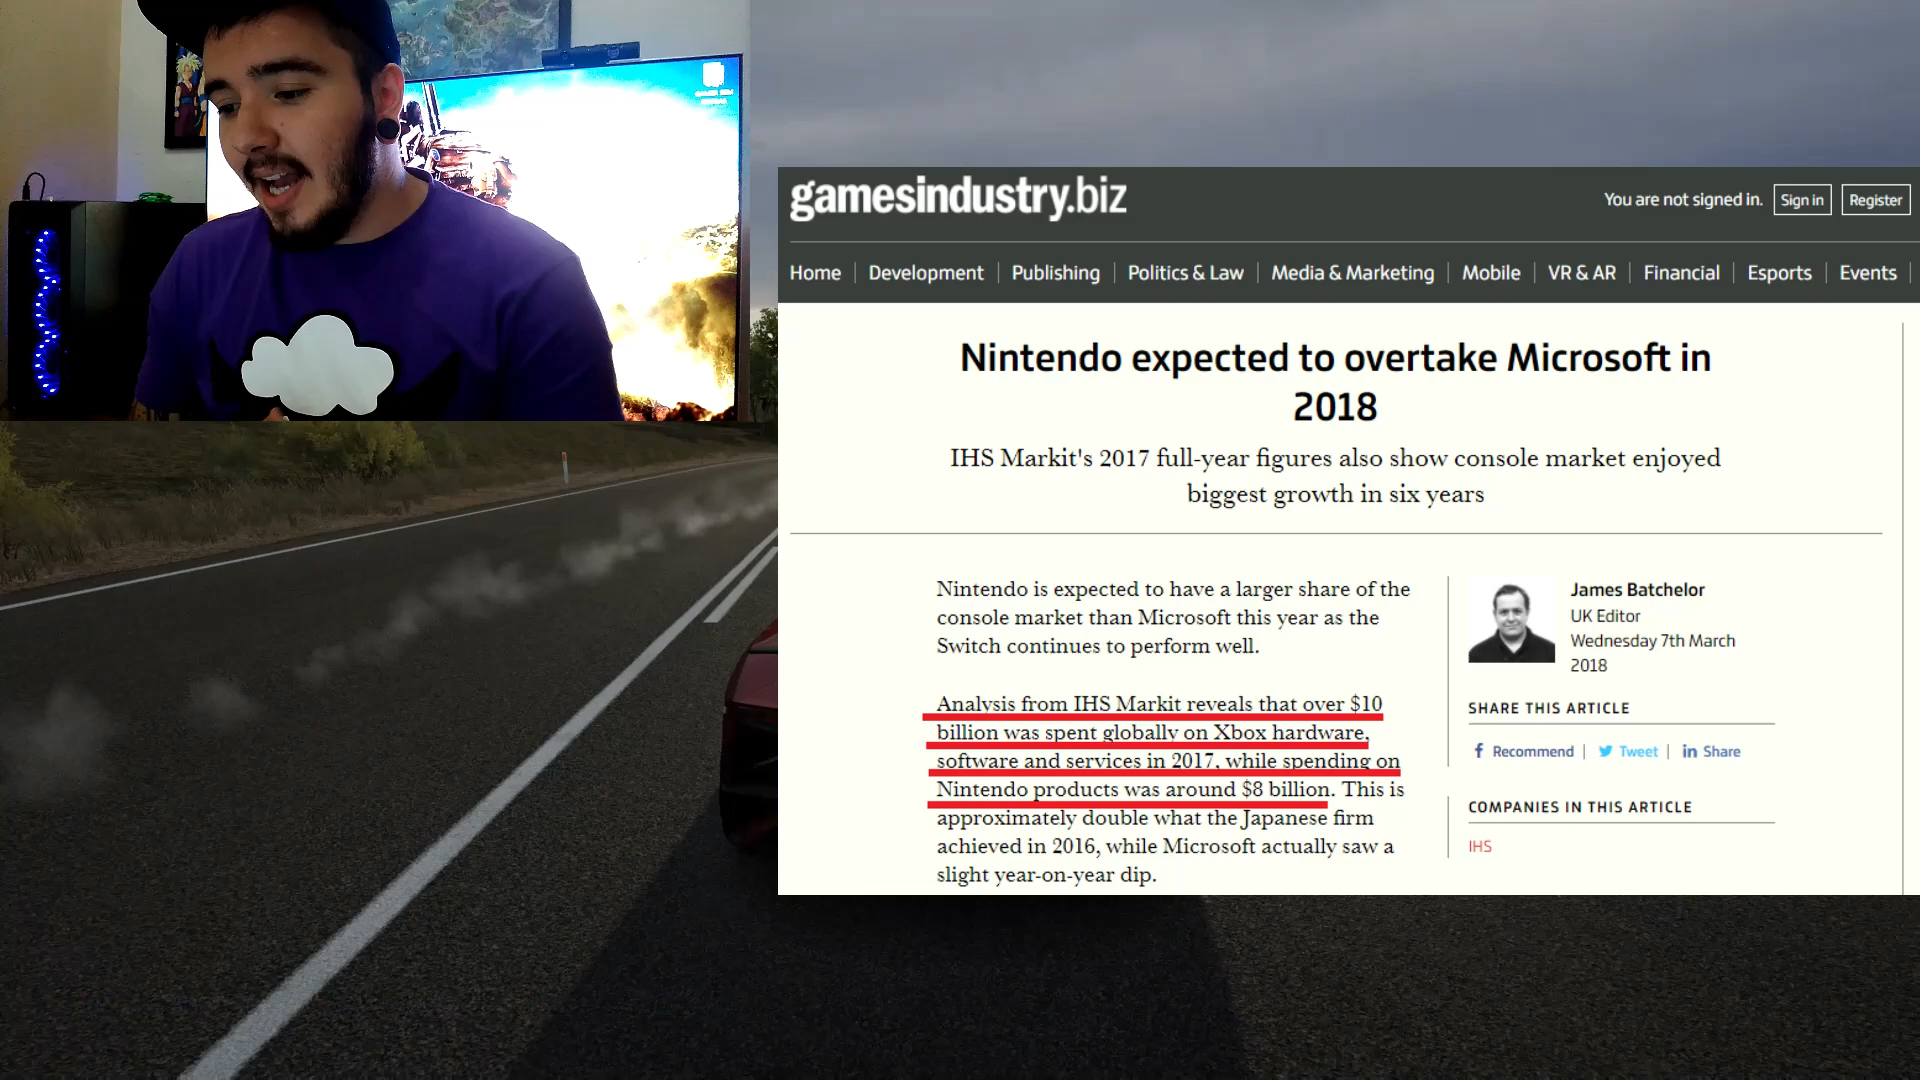 gamesindustry.biz
You are not signed in. Sign in Register
Home Development Publishing Politics & Law Media & Marketing Mobile VR & AR Financial Esports Events
Nintendo expected to overtake Microsoft in
2018
IHS Markit's 2017 full-year figures also show console market enjoyed
biggest growth in six years
Nintendo is expected to have a larger share of the
console market than Microsoft this year as the
Switch continues to perform well.
Analysis from IHS Markit reveals that over $10
billion was spent globally on Xbox hardware,
software and services in 2017, while spending on
Nintendo products was around $8 billion. This is
approximately double what the Japanese firm
achieved in 2016, while Microsoft actually saw a
slight year-on-year dip.
James Batchelor
UK Editor
Wednesday 7th March
2018
SHARE THIS ARTICLE
Recommend Tweet Share
COMPANIES IN THIS ARTICLE
IHS